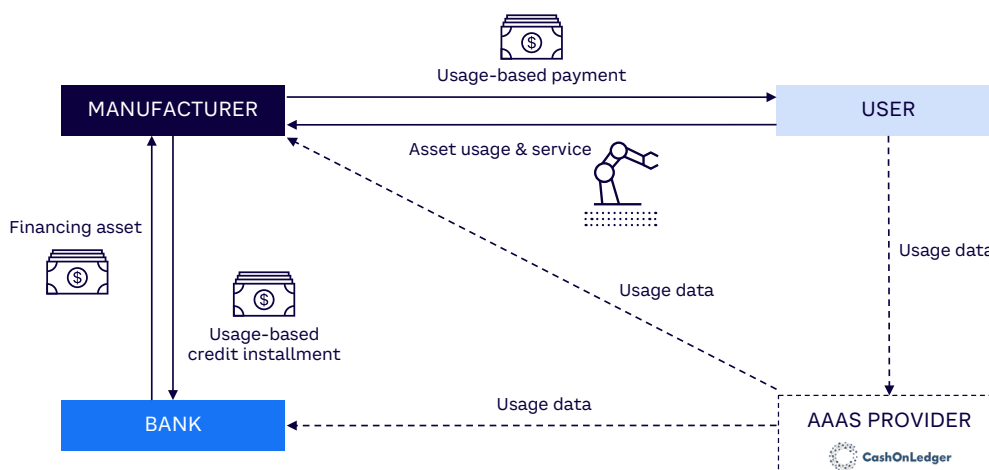 Usage-based payment
MANUFACTURER
USER
Asset usage & service
Financing asset
Usage data
Usage data
Usage-based
credit installment
Usage data
BANK
AAAS PROVIDER
CashOnLedger